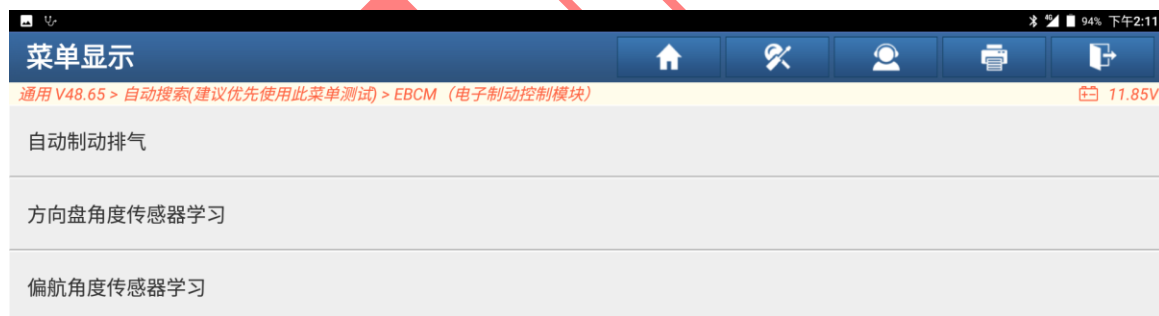 94% 下午2:11
菜单显示
通用 V48.65 > 自动搜索(建议优先使用此菜单测试) > EBCM（电子制动控制模块）
11.85V
自动制动排气
方向盘角度传感器学习
偏航角度传感器学习